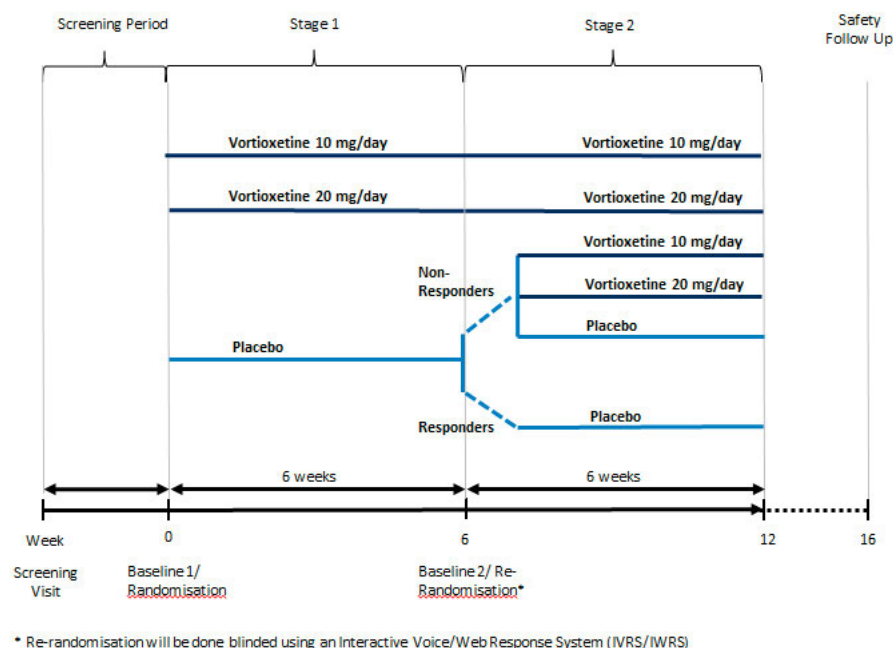 Screening Period
Stage 1
Stage 2
Safety
Follow Up
Vortioxetine 10 mg/day
Vortioxetine 10 mg/day
Vortioxetine 20 mg/day
Vortioxetine 20 mg/day
Vortioxetine 10 mg/day
Non-
Responders
Vortioxetine 20 mg/day
Placebo
Placebo
Placebo
Responders
6 weeks
6 weeks
Week
0
6
12
16
Screening
Visit
Baseline 1/
Randomisation
Baseline 2/ Re-
Randomisation*
* Re-randomisation will be done blinded using an Interactive Voice/Web Response System (IVRS/IWRS)